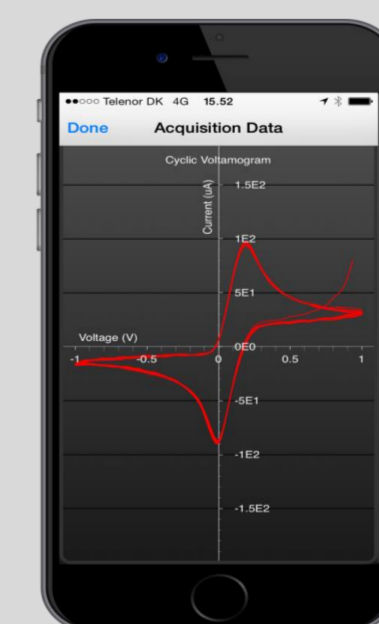 Telenor DK 4G 15.52
Done Acquisition Data
Cyclic Voltamogram
Current (uA)
1.5E2
1E2
5E1
Voltage (V)
0E0
-1 -0.5 0 0.5 1
-5E1
-1E2
-1.5E2